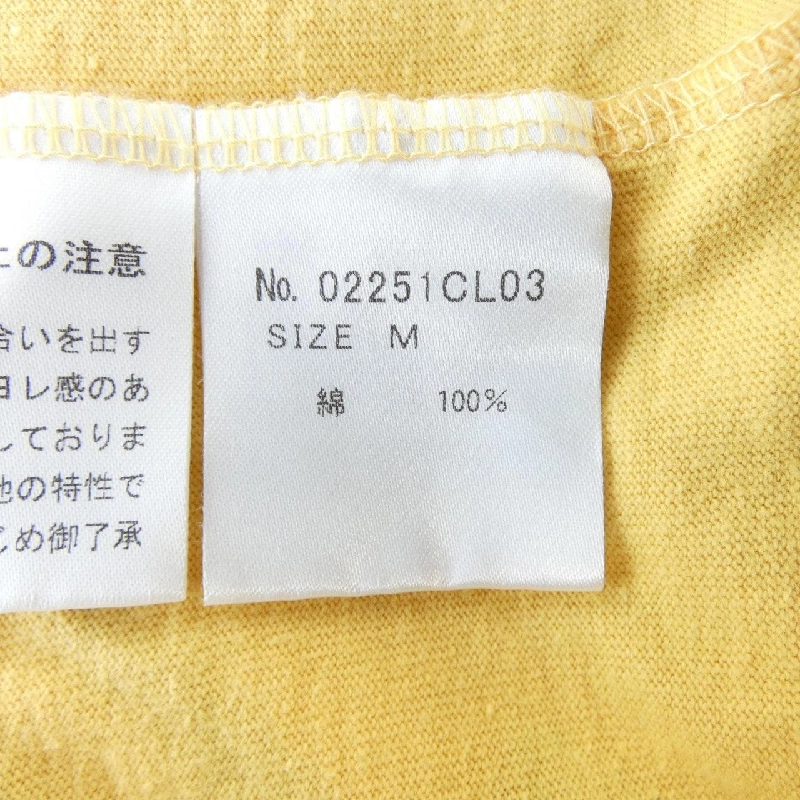 上の注意
合いを出す
ヨレ感のあ
しておりま
地の特性で
じめ御了承
No. 02251CL03
SIZE M
綿 100%